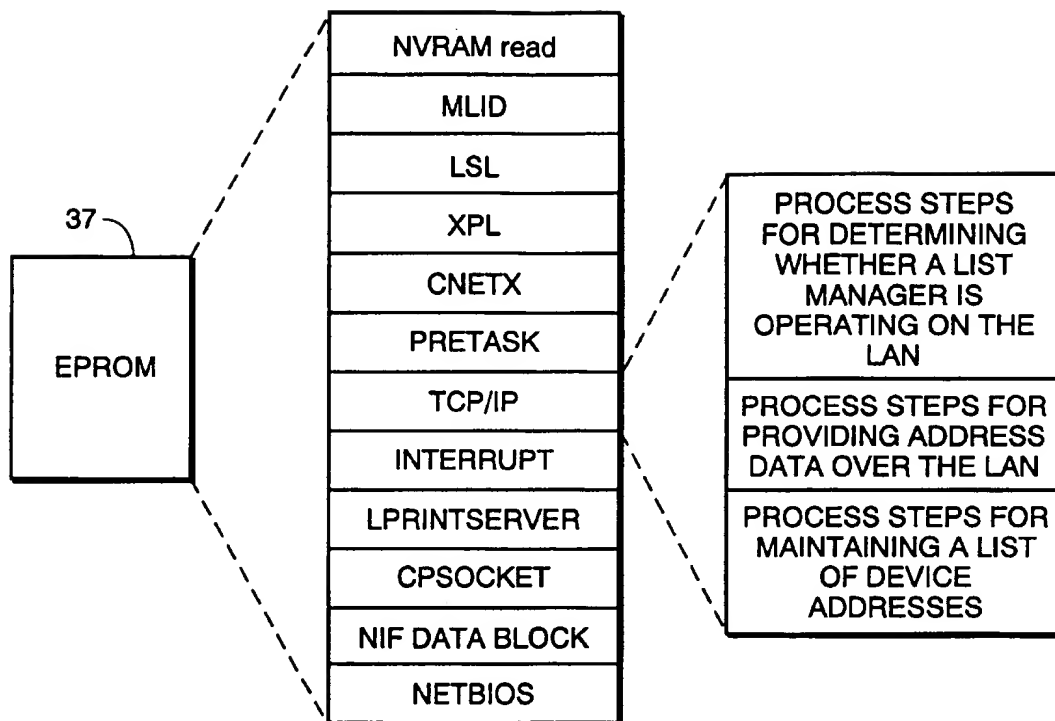 37
EPROM
NVRAM read
MLID
LSL
XPL
CNETX
PRETASK
TCP/IP
INTERRUPT
LPRINTSERVER
CPSOCKET
NIF DATA BLOCK
NETBIOS
PROCESS STEPS
FOR DETERMINING
WHETHER A LIST
MANAGER IS
OPERATING ON THE
LAN
PROCESS STEPS FOR
PROVIDING ADDRESS
DATA OVER THE LAN
PROCESS STEPS FOR
MAINTAINING A LIST
OF DEVICE
ADDRESSES